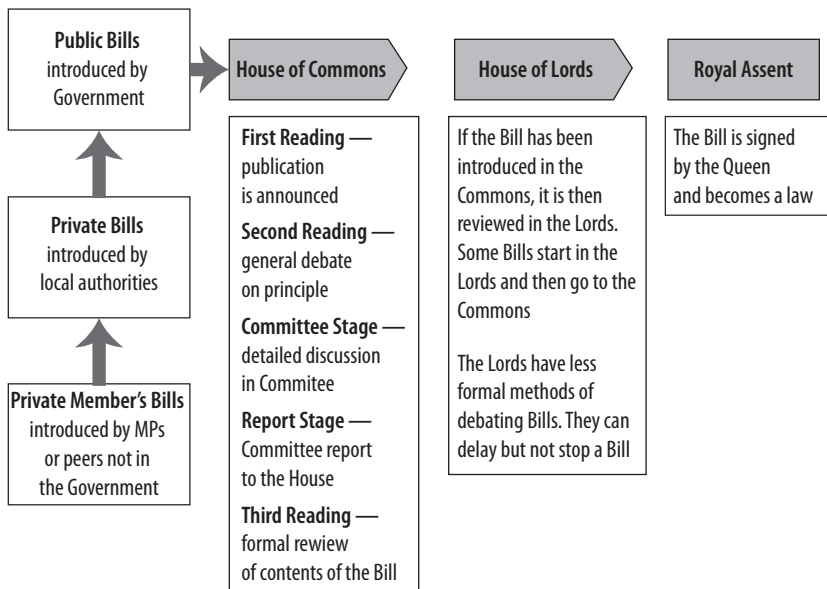 Public Bills
introduced by
Government
Private Bills
introduced by
local authorities
Private Member's Bills
introduced by MPs
or peers not in
the Government
House of Commons
First Reading —
publication
is announced
Second Reading —
general debate
on principle
Committee Stage —
detailed discussion
in Commitee
Report Stage —
Committee report
to the House
Third Reading —
formal rewiew
of contents of the Bill
House of Lords
If the Bill has been
introduced in the
Commons, it is then
reviewed in the Lords.
Some Bills start in the
Lords and then go to the
Commons
The Lords have less
formal methods of
debating Bills. They can
delay but not stop a Bill
Royal Assent
The Bill is signed
by the Queen
and becomes a law